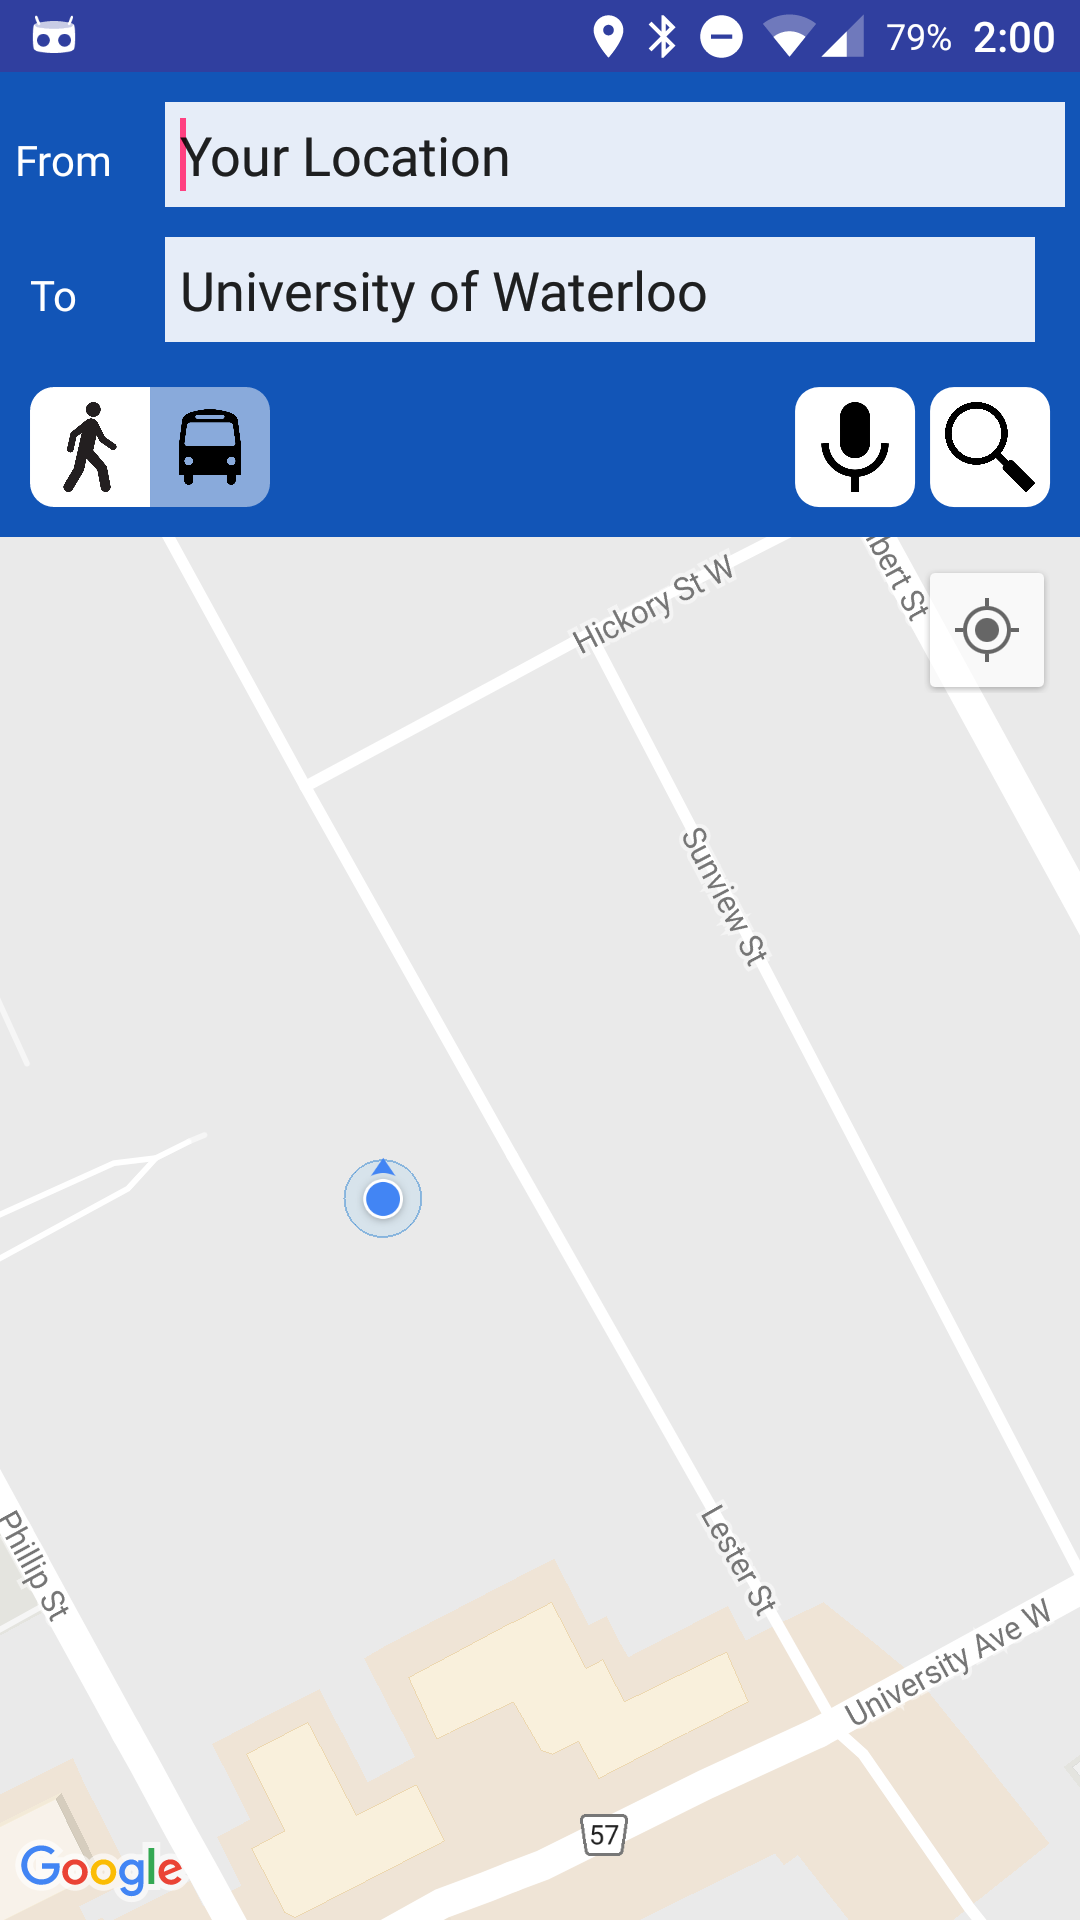 79% 2:00
From Your Location
To University of Waterloo
Hickory St W
bert St
Sunview St
Phillip St
Lester St
University Ave W
57
Google